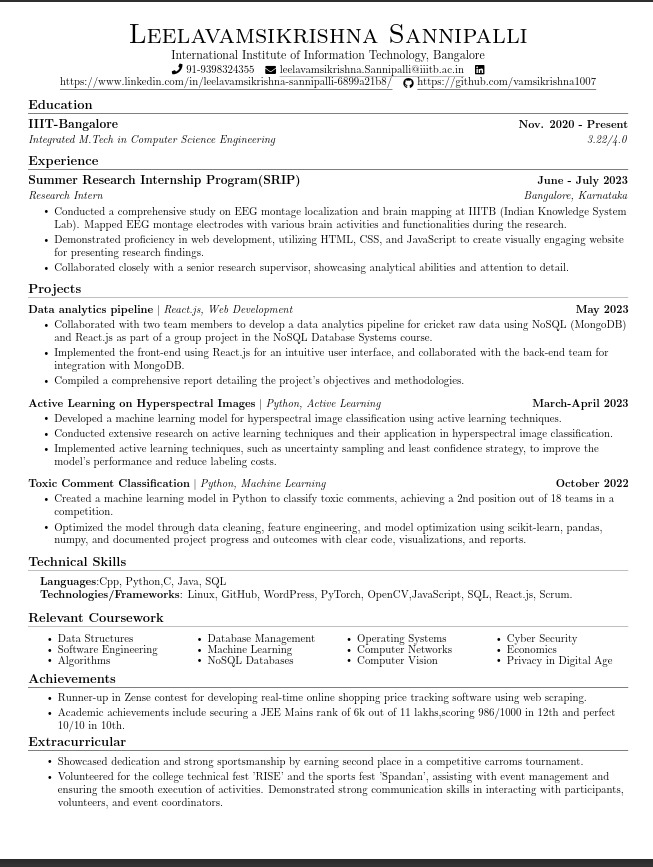 Leelavamsikrishna Sannipalli
International Institute of Information Technology, Bangalore
91-9398324355 leelavamsikrishna.Sannipalli@iiitb.ac.in
https://www.linkedin.com/in/leelavamsikrishna-sannipalli-6899a21b8/ https://github.com/vamsikrishna1007
Education
IIIT-Bangalore Nov. 2020 - Present
Integrated M.Tech in Computer Science Engineering 3.22/4.0
Experience
Summer Research Internship Program(SRIP) June - July 2023
Research Intern Bangalore, Karnataka
• Conducted a comprehensive study on EEG montage localization and brain mapping at IIITB (Indian Knowledge System
Lab). Mapped EEG montage electrodes with various brain activities and functionalities during the research.
• Demonstrated proficiency in web development, utilizing HTML, CSS, and JavaScript to create visually engaging website
for presenting research findings.
• Collaborated closely with a senior research supervisor, showcasing analytical abilities and attention to detail.
Projects
Data analytics pipeline | React.js, Web Development May 2023
• Collaborated with two team members to develop a data analytics pipeline for cricket raw data using NoSQL (MongoDB)
and React.js as part of a group project in the NoSQL Database Systems course.
• Implemented the front-end using React.js for an intuitive user interface, and collaborated with the back-end team for
integration with MongoDB.
• Compiled a comprehensive report detailing the project's objectives and methodologies.
Active Learning on Hyperspectral Images | Python, Active Learning March-April 2023
• Developed a machine learning model for hyperspectral image classification using active learning techniques.
• Conducted extensive research on active learning techniques and their application in hyperspectral image classification.
• Implemented active learning techniques, such as uncertainty sampling and least confidence strategy, to improve the
model's performance and reduce labeling costs.
Toxic Comment Classification | Python, Machine Learning October 2022
• Created a machine learning model in Python to classify toxic comments, achieving a 2nd position out of 18 teams in a
competition.
• Optimized the model through data cleaning, feature engineering, and model optimization using scikit-learn, pandas,
numpy, and documented project progress and outcomes with clear code, visualizations, and reports.
Technical Skills
Languages:Cpp, Python,C, Java, SQL
Technologies/Frameworks: Linux, GitHub, WordPress, PyTorch, OpenCV,JavaScript, SQL, React.js, Scrum.
Relevant Coursework
• Data Structures • Database Management • Operating Systems • Cyber Security
• Software Engineering • Machine Learning • Computer Networks • Economics
• Algorithms • NoSQL Databases • Computer Vision • Privacy in Digital Age
Achievements
• Runner-up in Zense contest for developing real-time online shopping price tracking software using web scraping.
• Academic achievements include securing a JEE Mains rank of 6k out of 11 lakhs,scoring 986/1000 in 12th and perfect
10/10 in 10th.
Extracurricular
• Showcased dedication and strong sportsmanship by earning second place in a competitive carroms tournament.
• Volunteered for the college technical fest 'RISE' and the sports fest 'Spandan', assisting with event management and
ensuring the smooth execution of activities. Demonstrated strong communication skills in interacting with participants,
volunteers, and event coordinators.